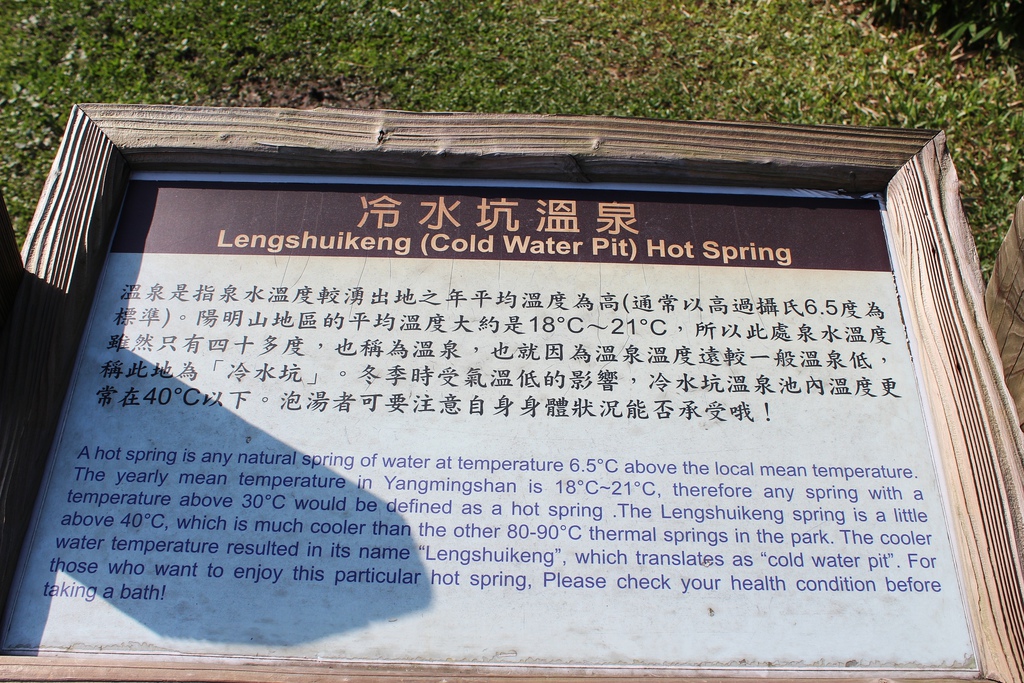 冷水坑溫泉
Lengshuikeng (Cold Water Pit) Hot Spring
溫泉是指泉水溫度較湧出地之年平均溫度為高(通常以高過攝氏6.5度為
標準)。陽明山地區的平均溫度大約是18°C～21°C，所以此處泉水溫度
雖然只有四十多度，也稱為溫泉，也就因為溫泉溫度遠較一般溫泉低，
稱此地為「冷水坑」。冬季時受氣溫低的影響，冷水坑溫泉池內溫度更
常在40°C以下。泡湯者可要注意自身身體狀況能否承受哦！
A hot spring is any natural spring of water at temperature 6.5°C above the local mean temperature.
The yearly mean temperature in Yangmingshan is 18°C~21°C, therefore any spring with a
temperature above 30°C would be defined as a hot spring .The Lengshuikeng spring is a little
above 40°C, which is much cooler than the other 80-90°C thermal springs in the park. The cooler
water temperature resulted in its name “Lengshuikeng”, which translates as “cold water pit”. For
those who want to enjoy this particular hot spring, Please check your health condition before
taking a bath!